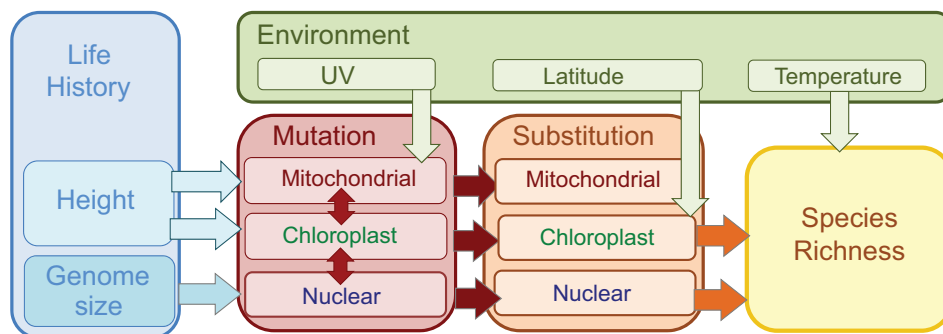 Life
History
Height
Genome
size
Environment
UV
Latitude
Temperature
Mutation
Mitochondrial
Chloroplast
Nuclear
Substitution
Mitochondrial
Chloroplast
Nuclear
Species
Richness